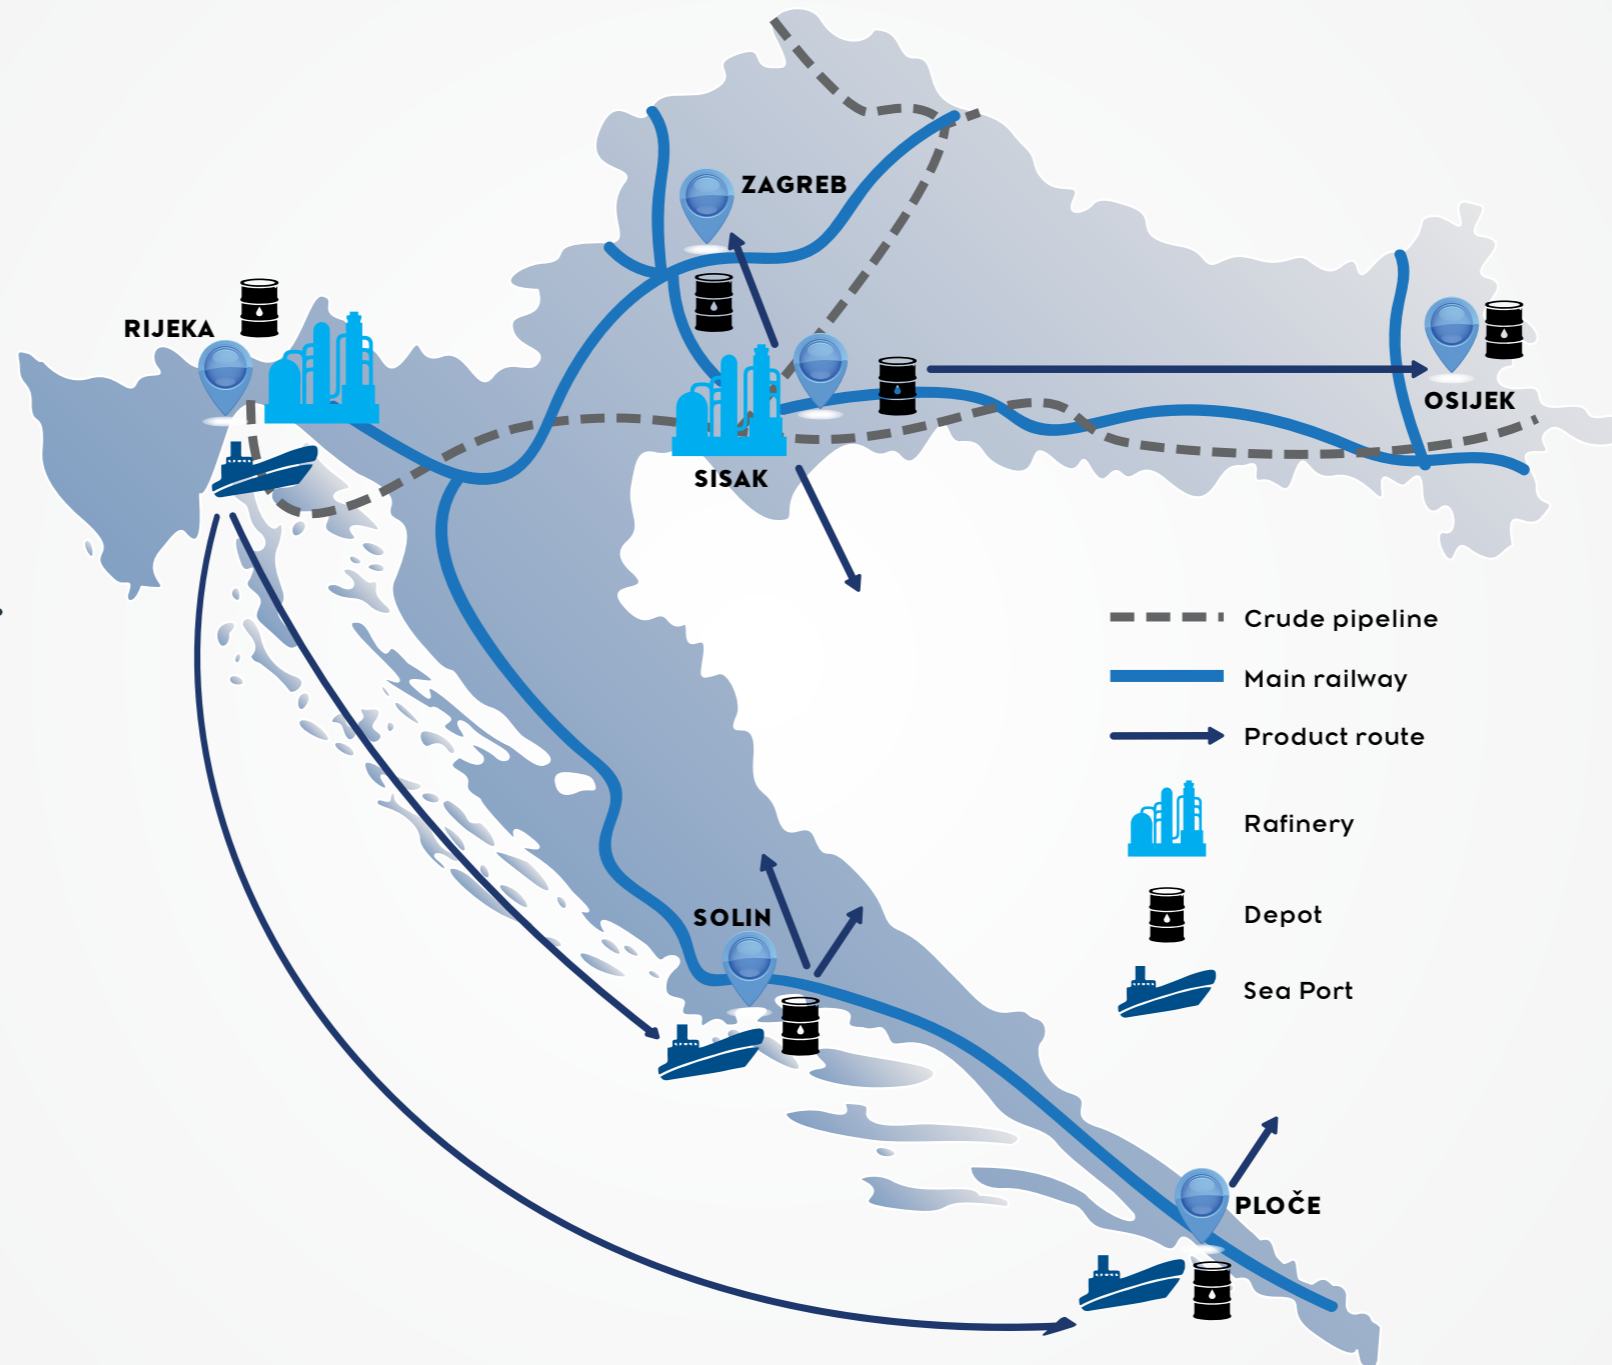 ZAGREB
RIJEKA
OSIJEK
SISAK
Crude pipeline
Main railway
Product route
Rafinery
Depot
Sea Port
SOLIN
PLOČE